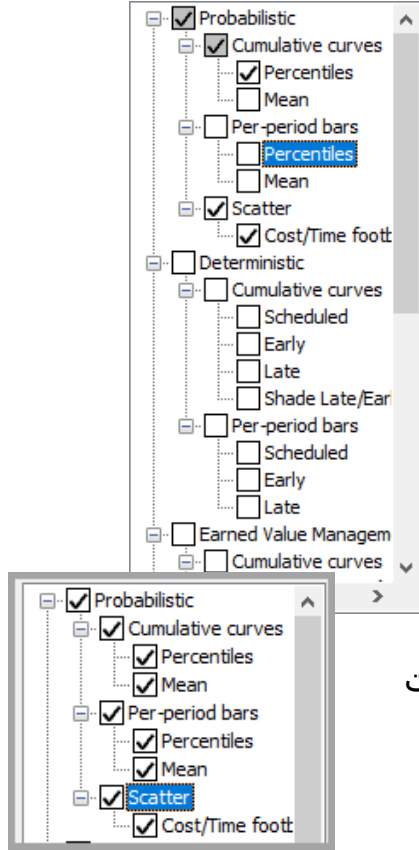 Probabilistic
Cumulative curves
Percentiles
Mean
Per-period bars
Percentiles
Mean
Scatter
Cost/Time footb
Deterministic
Cumulative curves
Scheduled
Early
Late
Shade Late/Earl
Per-period bars
Scheduled
Early
Late
Earned Value Managem
Cumulative curves
Probabilistic
Cumulative curves
Percentiles
Mean
Per-period bars
Percentiles
Mean
Scatter
Cost/Time footb
ت